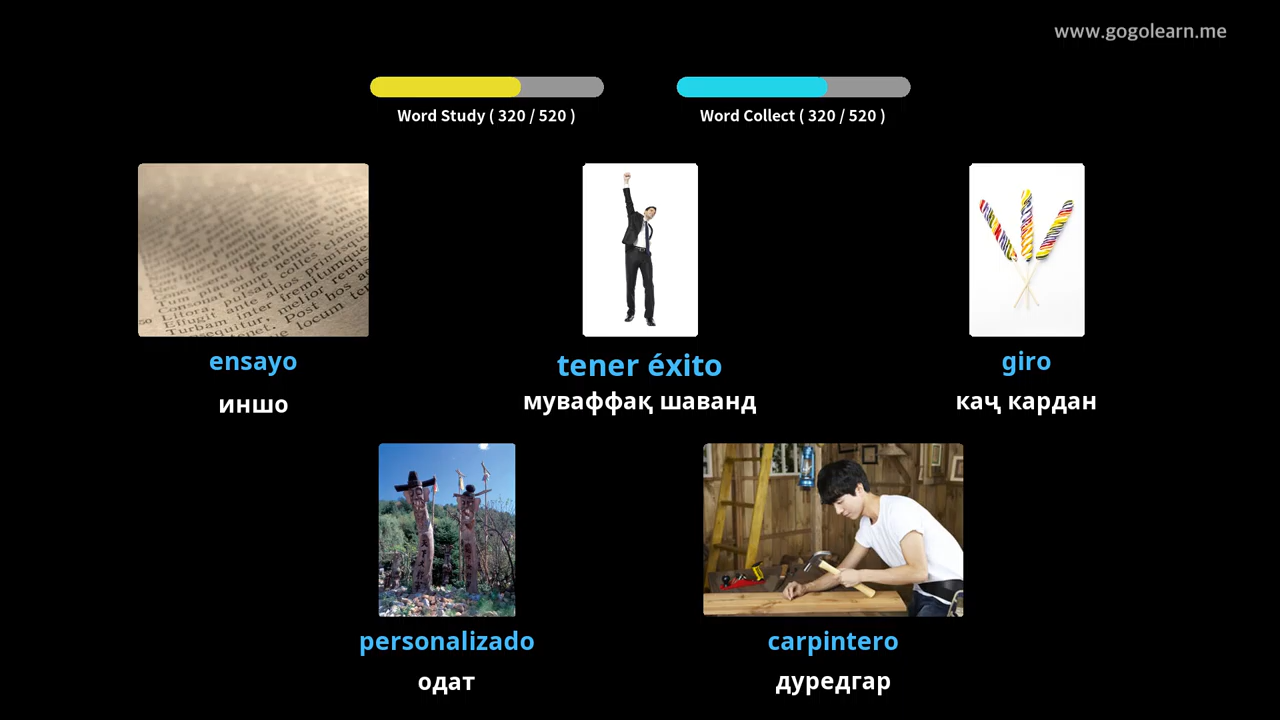 www.gogolearn.me
Word Study ( 320 / 520 )
Word Collect ( 320 / 520 )
ensayo
иншо
tener éxito
муваффақ шаванд
giro
каҷ кардан
personalizado
одат
carpintero
дуредгар